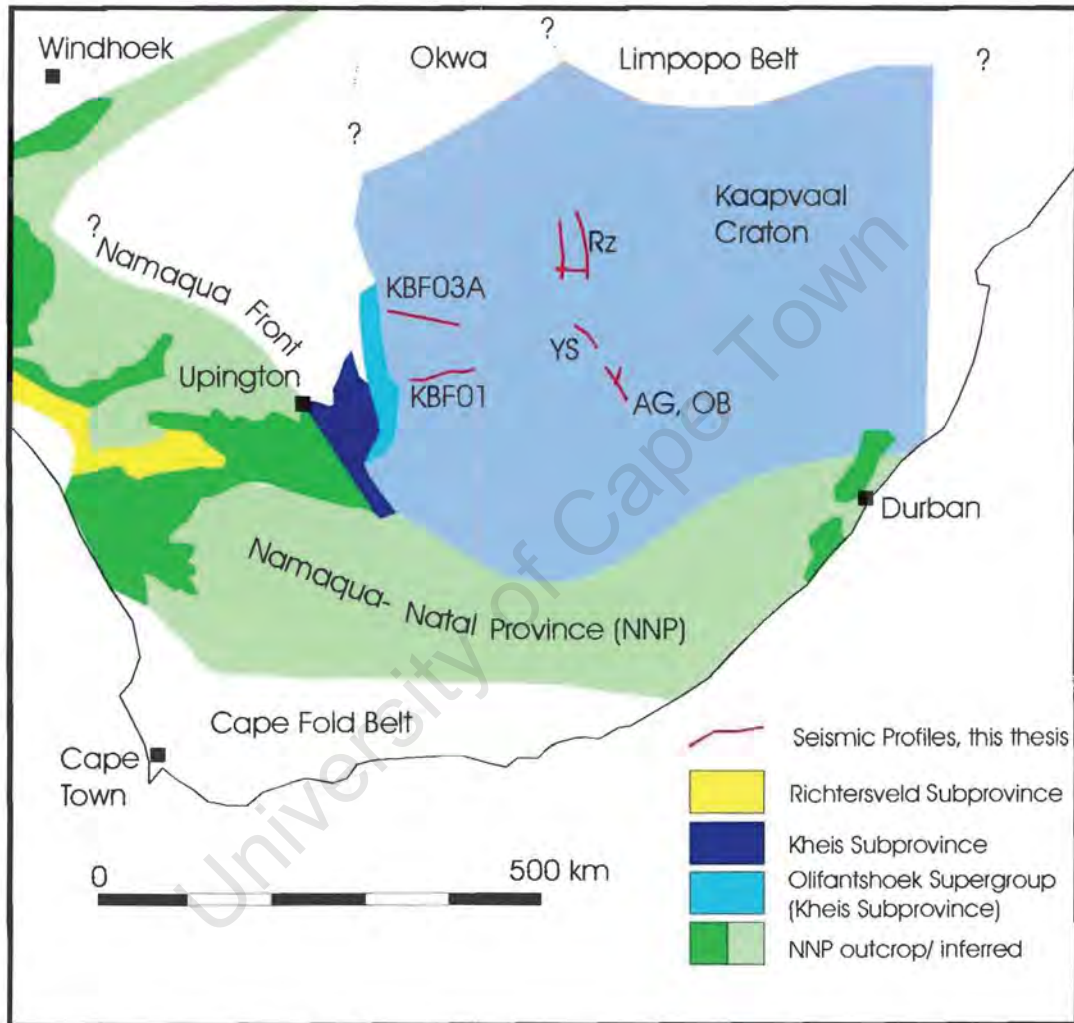 ?
Windhoek
Okwa
Limpopo Belt
?
?
Kaapvaal
Craton
Rz
?
Namaqua Front
KBF03A
YS
Upington
KBF01
AG, OB
Durban
Namaqua- Natal Province (NNP)
Cape Fold Belt
Cape
Town
Seismic Profiles, this thesis
Richtersveld Subprovince
Kheis Subprovince
Olifantshoek Supergroup
(Kheis Subprovince)
NNP outcrop/ inferred
0
500 km
University of Cape Town